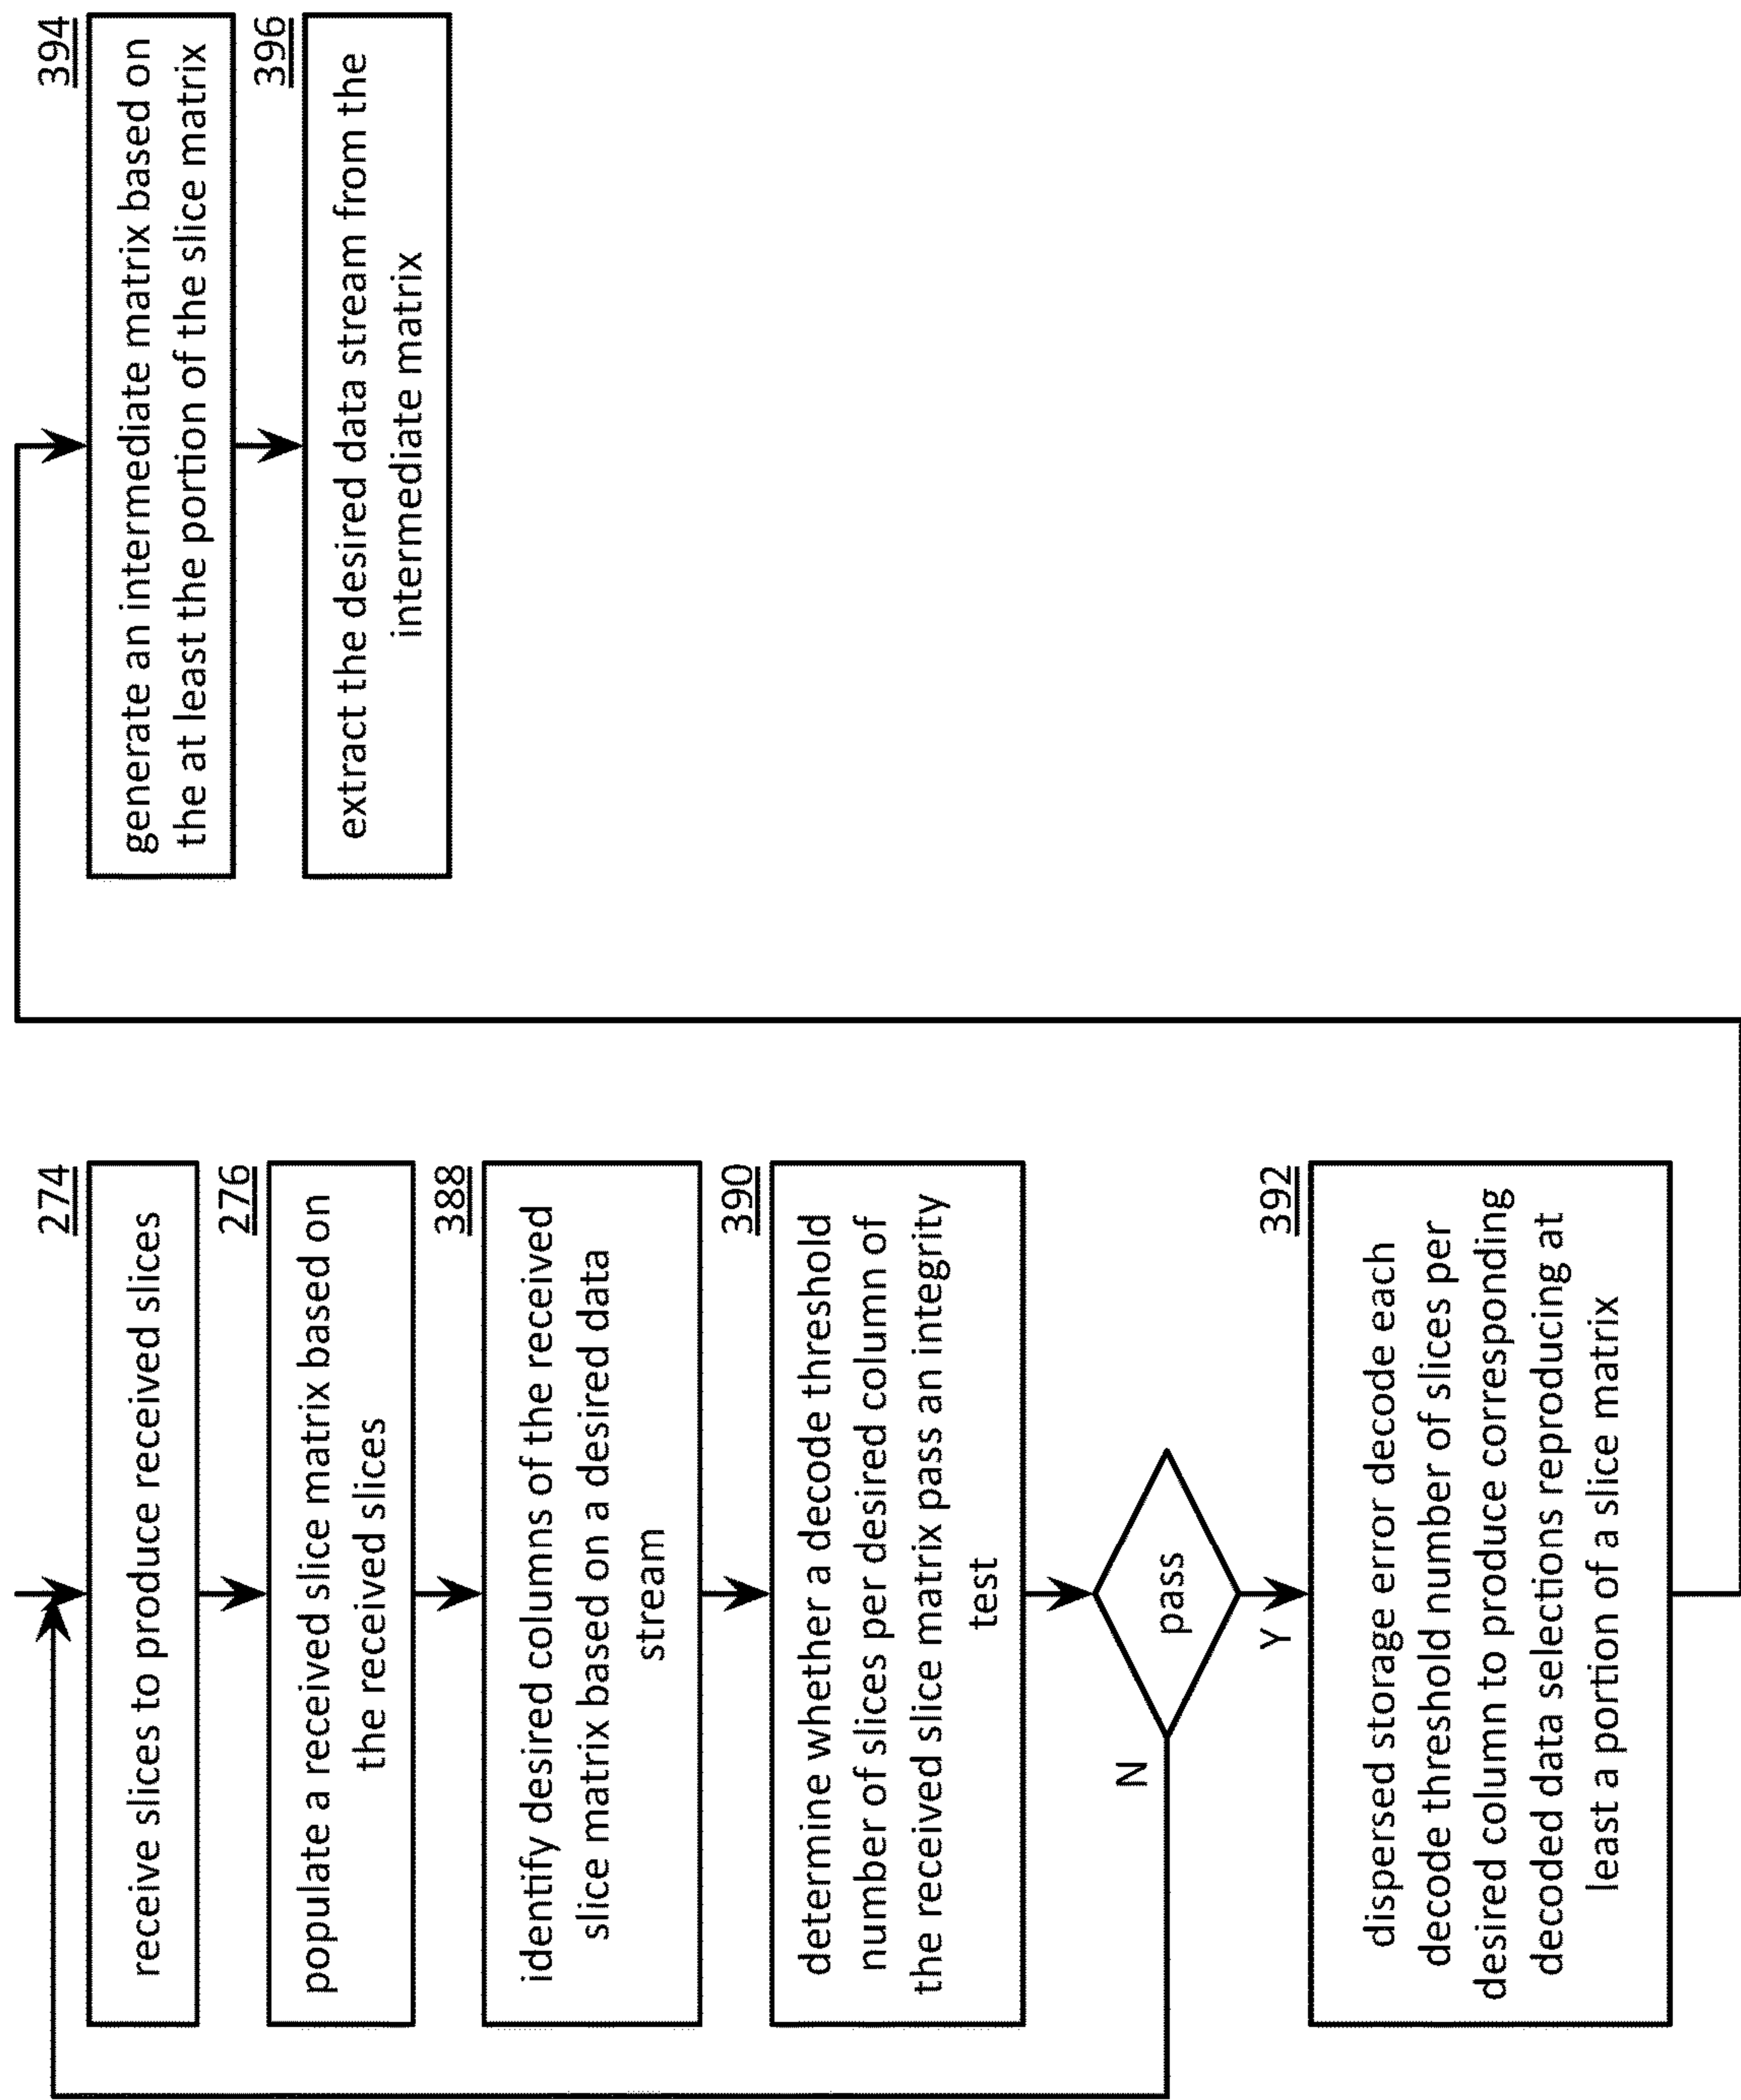 274
receive slices to produce received slices
276
populate a received slice matrix based on
the received slices
388
identify desired columns of the received
slice matrix based on a desired data
stream
390
determine whether a decode threshold
number of slices per desired column of
the received slice matrix pass an integrity
test
pass
N
Y
392
dispersed storage error decode each
decode threshold number of slices per
desired column to produce corresponding
decoded data selections reproducing at
least a portion of a slice matrix
394
generate an intermediate matrix based on
the at least the portion of the slice matrix
396
extract the desired data stream from the
intermediate matrix